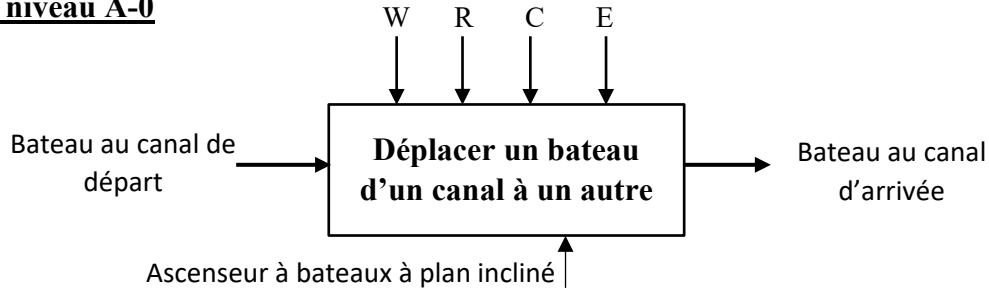 niveau A-0
W R C E
Bateau au canal de
départ
Déplacer un bateau
d'un canal à un autre
Bateau au canal
d'arrivée
Ascenseur à bateaux à plan incliné